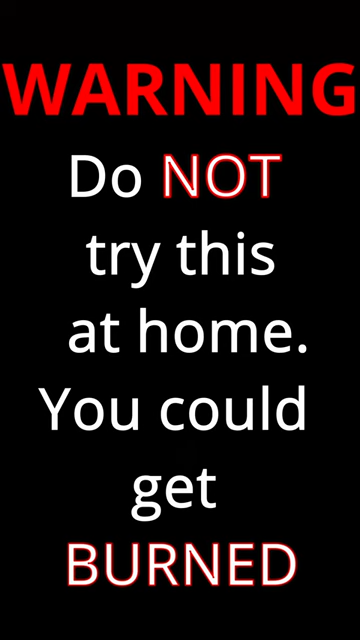 WARNING
Do NOT
try this
at home.
You could
get
BURNED